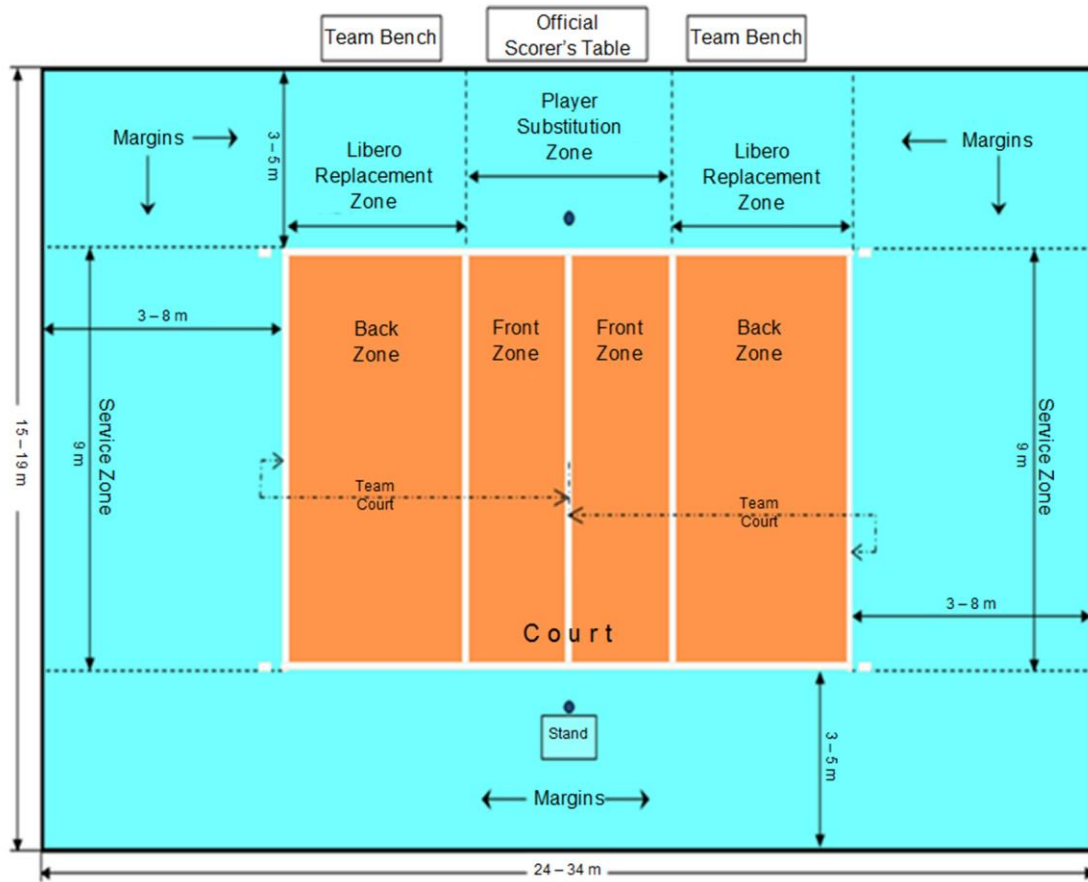 Team Bench
Official
Scorer's Table
Team Bench
Margins
3 – 5 m
Libero
Replacement
Zone
Player
Substitution
Zone
Libero
Replacement
Zone
Margins
3 – 8 m
Back
Zone
Front
Zone
Front
Zone
Back
Zone
15 – 19 m
9 m
Service Zone
Team
Court
Team
Court
9 m
Service Zone
3 – 8 m
Court
Stand
3 – 5 m
Margins
24 – 34 m